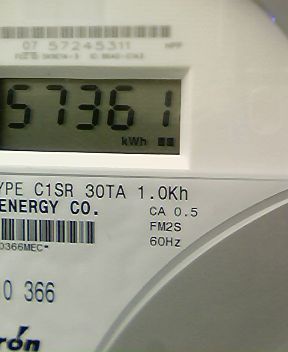 07 57245311
57361
kWh
YPE C1SR 30TA 1.0Kh
ENERGY CO.
CA 0.5
FM2S
60Hz
0366MEC*
0 366
ron